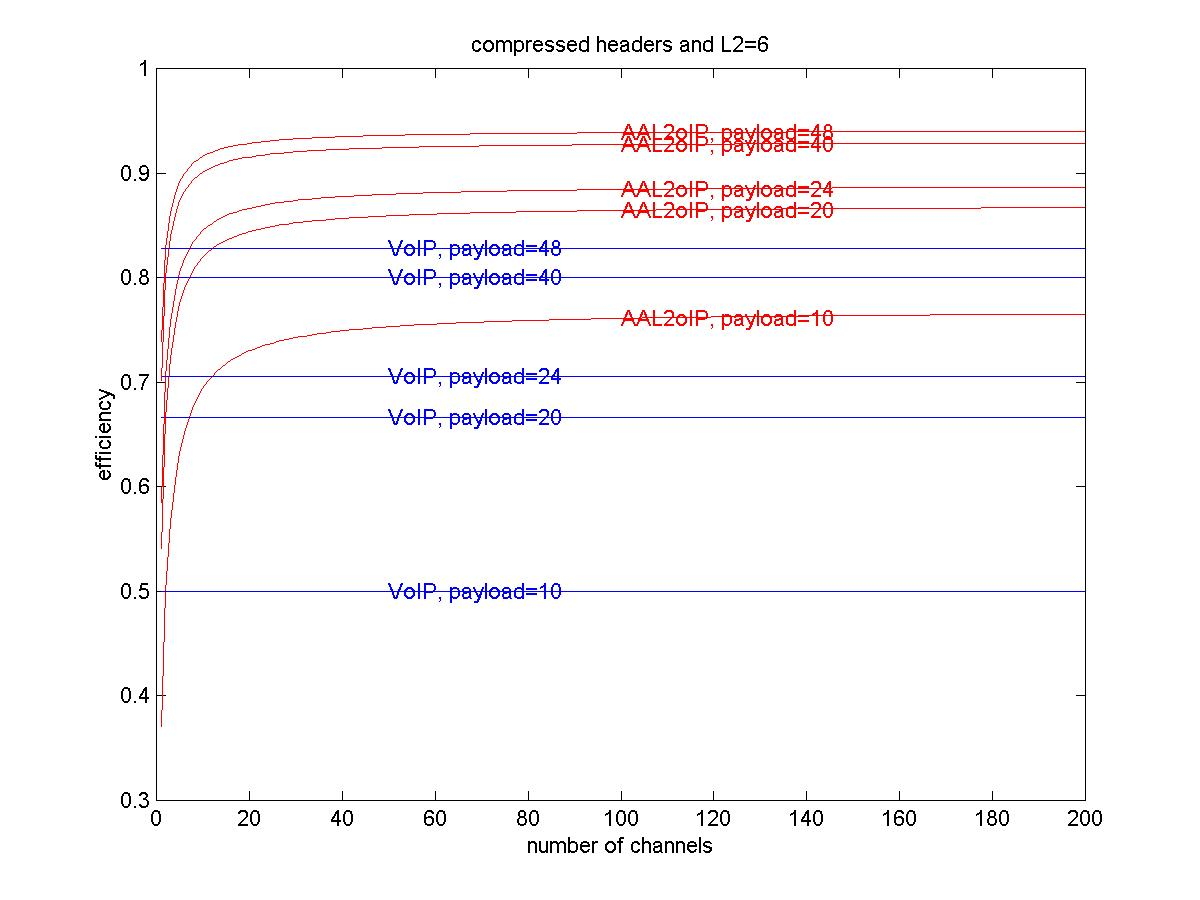 compressed headers and L2=6
1
0.9
0.8
0.7
0.6
0.5
0.4
0.3
efficiency
AAL2oIP, payload=48
AAL2oIP, payload=40
AAL2oIP, payload=24
AAL2oIP, payload=20
VoIP, payload=48
VoIP, payload=40
AAL2oIP, payload=10
VoIP, payload=24
VoIP, payload=20
VoIP, payload=10
0 20 40 60 80 100 120 140 160 180 200
number of channels